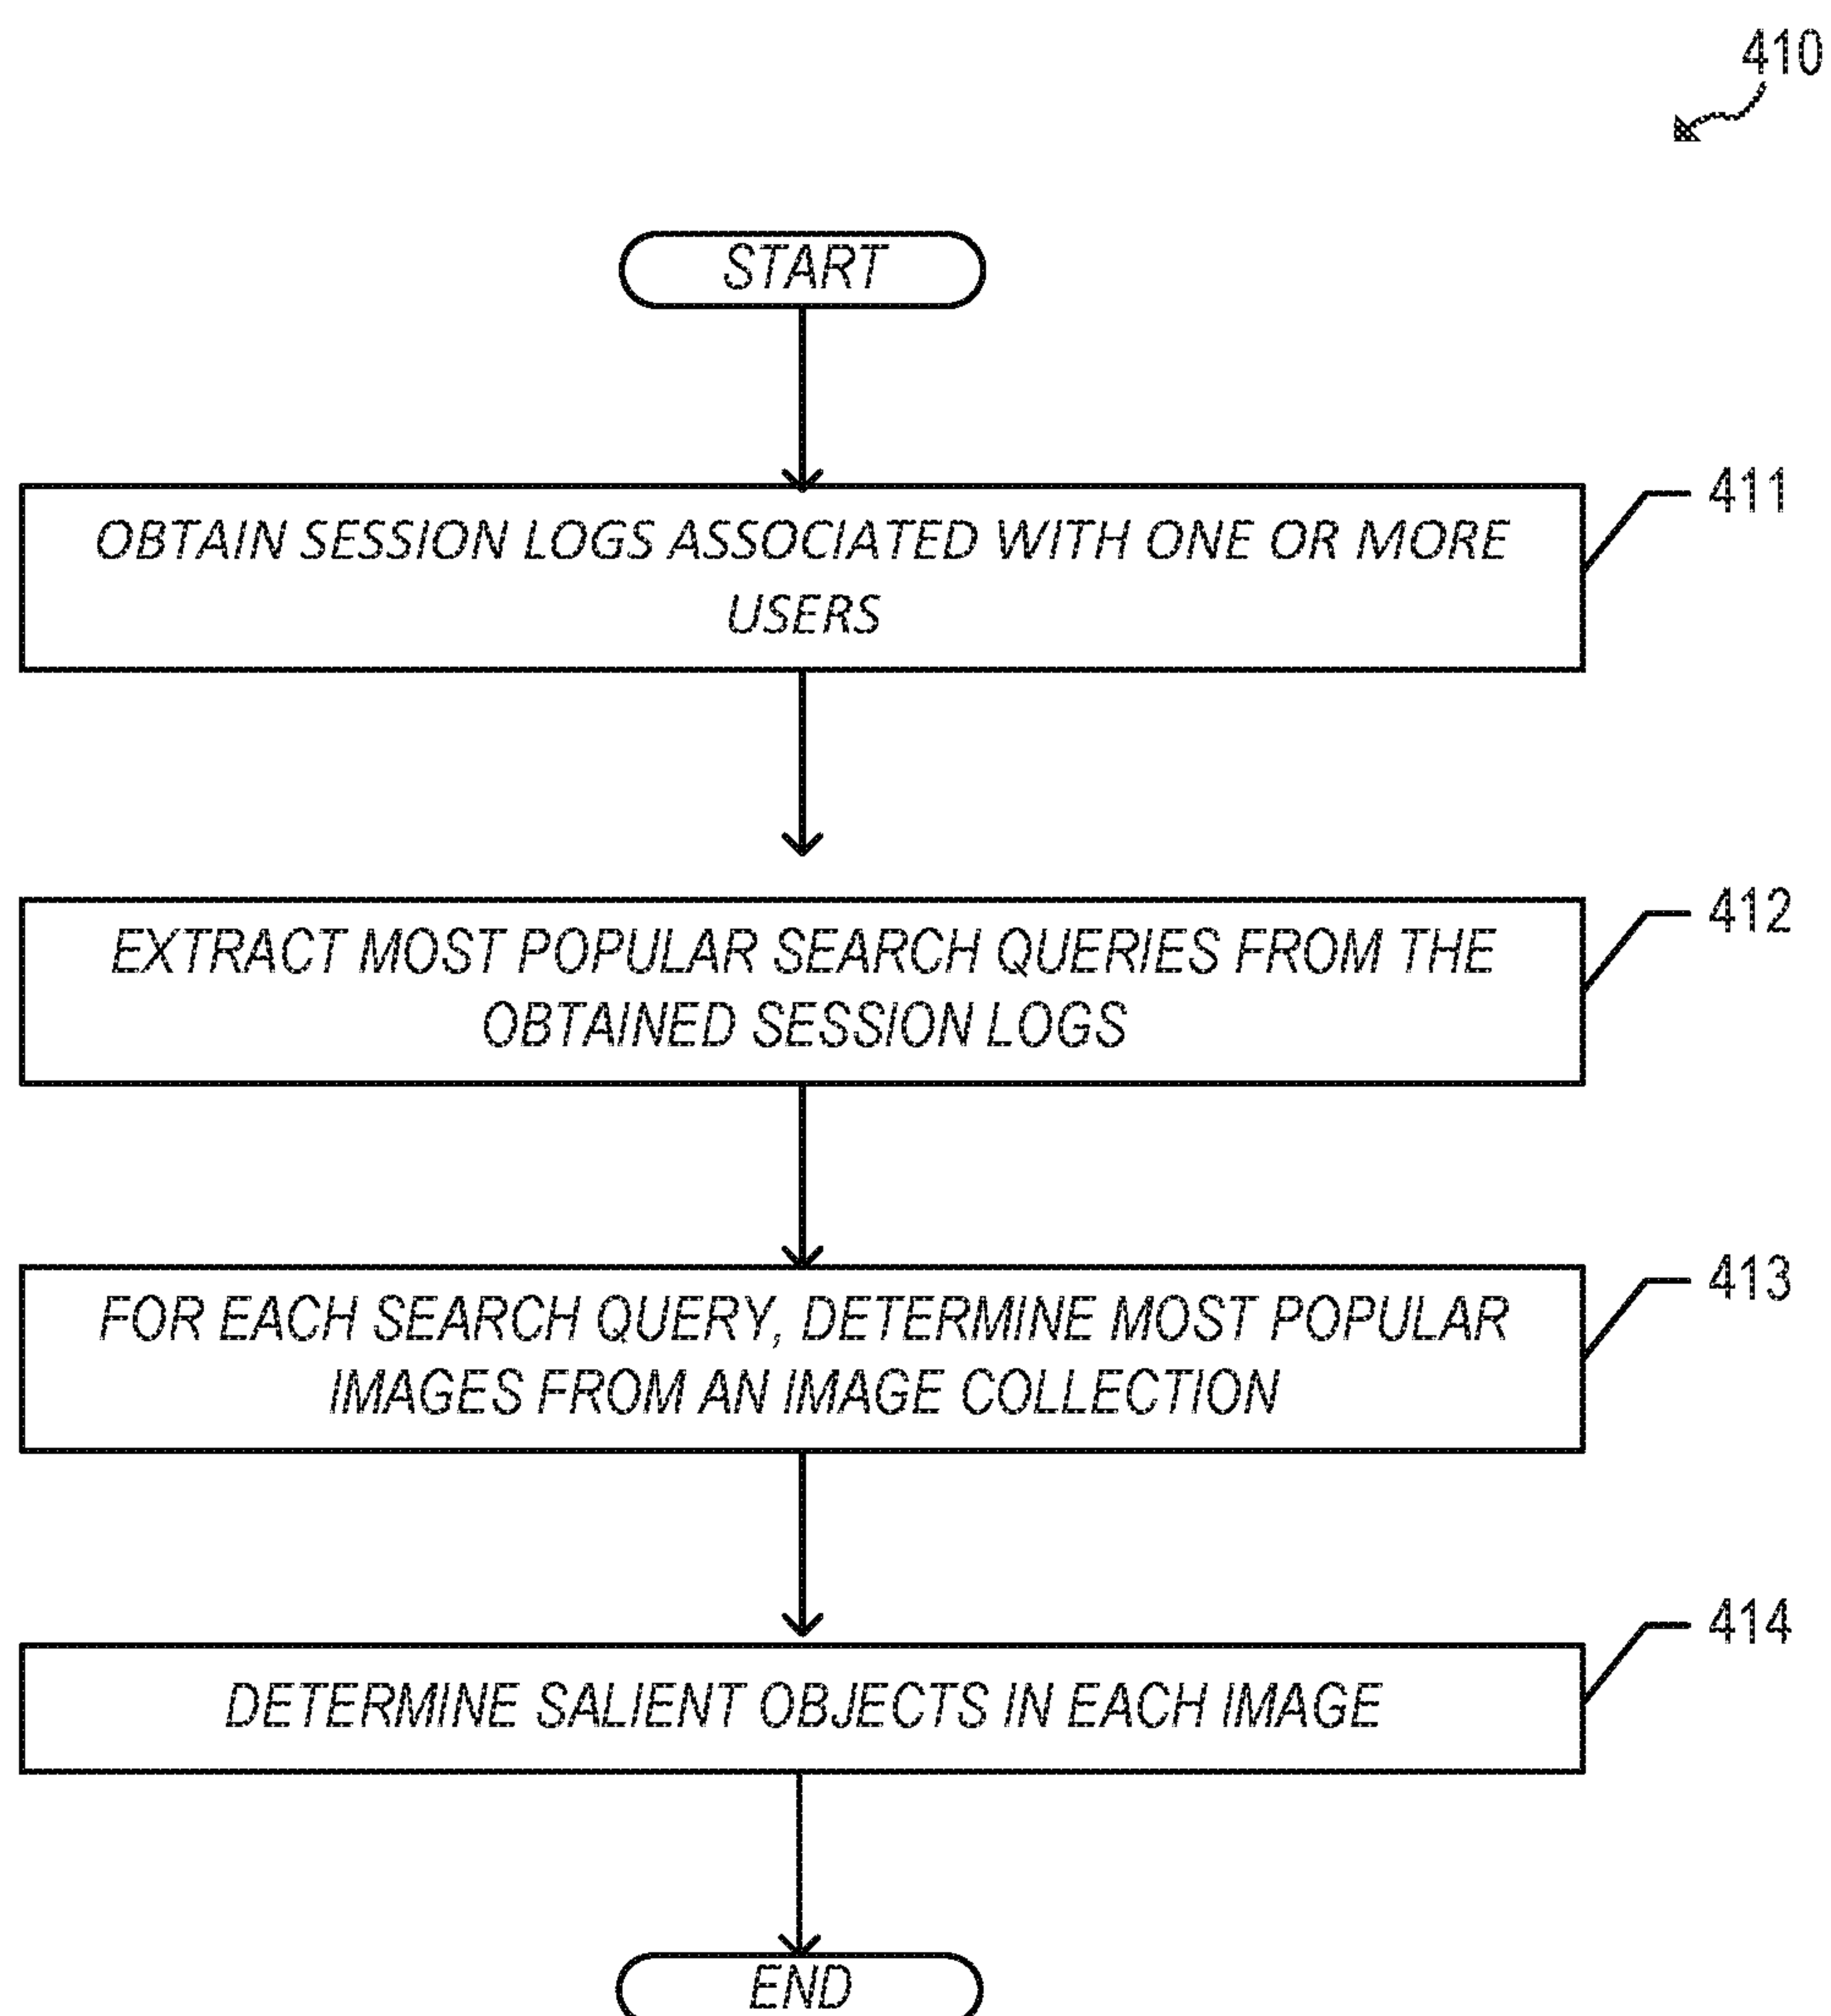 410
START
OBTAIN SESSION LOGS ASSOCIATED WITH ONE OR MORE
USERS
411
EXTRACT MOST POPULAR SEARCH QUERIES FROM THE
OBTAINED SESSION LOGS
412
FOR EACH SEARCH QUERY, DETERMINE MOST POPULAR
IMAGES FROM AN IMAGE COLLECTION
413
DETERMINE SALIENT OBJECTS IN EACH IMAGE
414
END